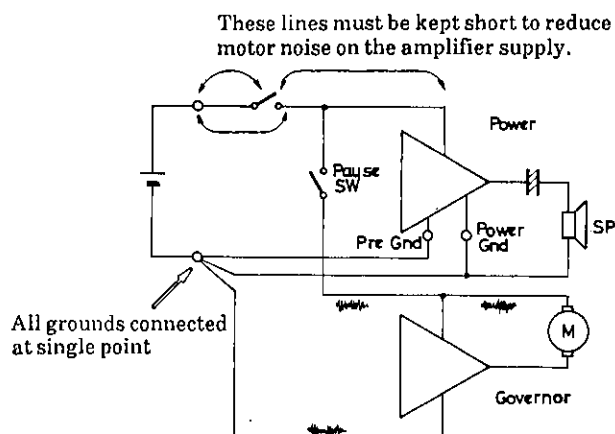 These lines must be kept short to reduce
motor noise on the amplifier supply.
Power
Pause
SW
Pre Gnd
Power
Gnd
SP
All grounds connected
at single point
M
Governor